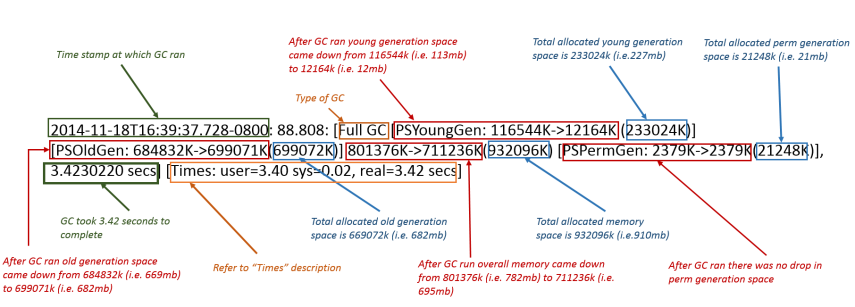 After GC ran young generation space
came down from 116544k (i.e. 113mb)
to 12164k (i.e. 12mb)
Total allocated young generation
space is 233024k (i.e.227mb)
Total allocated perm generation
space is 21248k (i.e. 21mb)
Time stamp at which GC ran
Type of GC
2014-11-18T16:39:37.728-0800: 88.808: [Full GC [PSYoungGen: 116544K->12164K (233024K)]
[PSOldGen: 684832K->699071K(699072K)] 801376K->711236K(932096K) [PSPermGen: 2379K->2379K(21248K)],
3.4230220 secs] [Times: user=3.40 sys=0.02, real=3.42 secs]
GC took 3.42 seconds to
complete
Total allocated old generation
space is 669072k (i.e. 682mb)
Total allocated memory
space is 932096k (i.e.910mb)
After GC ran old generation space
came down from 684832k (i.e. 669mb)
to 699071k (i.e. 682mb)
Refer to “Times” description
After GC run overall memory came down
from 801376k (i.e. 782mb) to 711236k (i.e.
695mb)
After GC ran there was no drop in
perm generation space